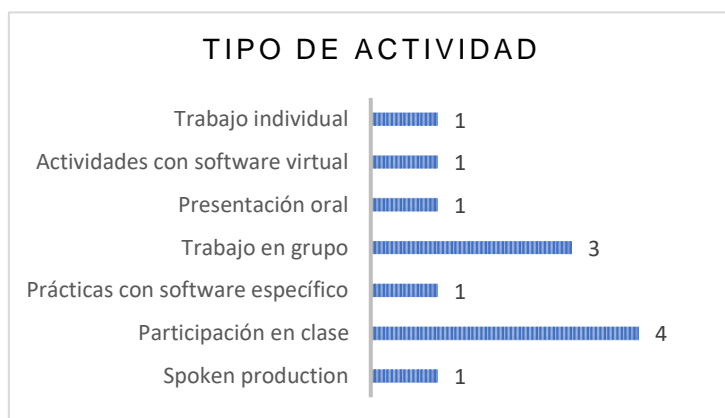 TIPO DE ACTIVIDAD
Trabajo individual 1
Actividades con software virtual 1
Presentación oral 1
Trabajo en grupo 3
Prácticas con software específico 1
Participación en clase 4
Spoken production 1